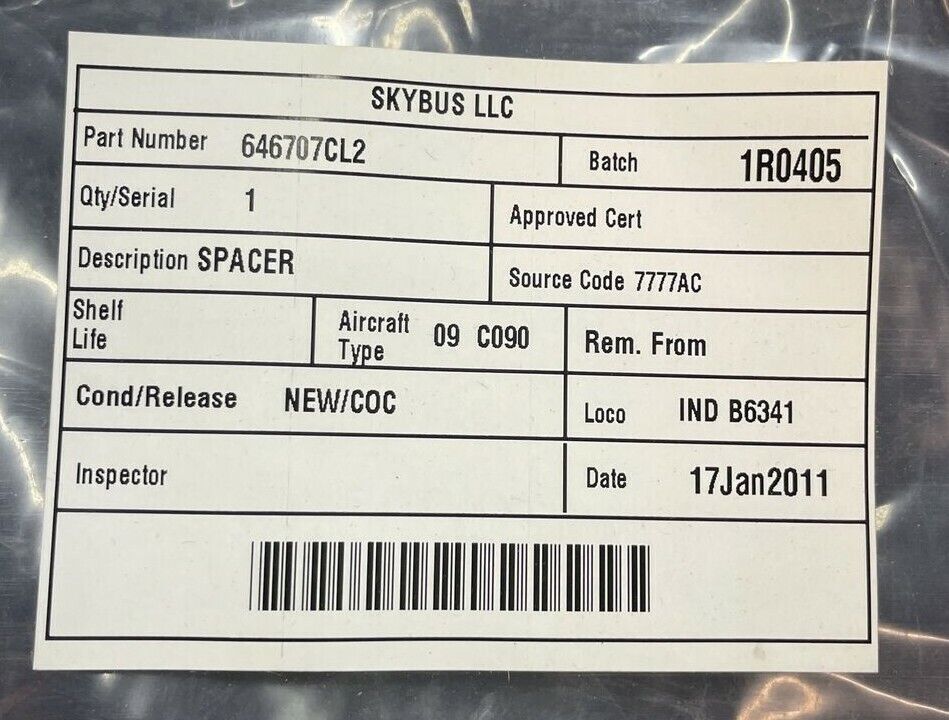 SKYBUS LLC
Part Number 646707CL2
Batch 1R0405
Qty/Serial 1
Approved Cert
Description SPACER
Source Code 7777AC
Shelf
Life
Aircraft
Type 09 C090
Rem. From
Cond/Release NEW/COC
Loco IND B6341
Inspector
Date 17Jan2011